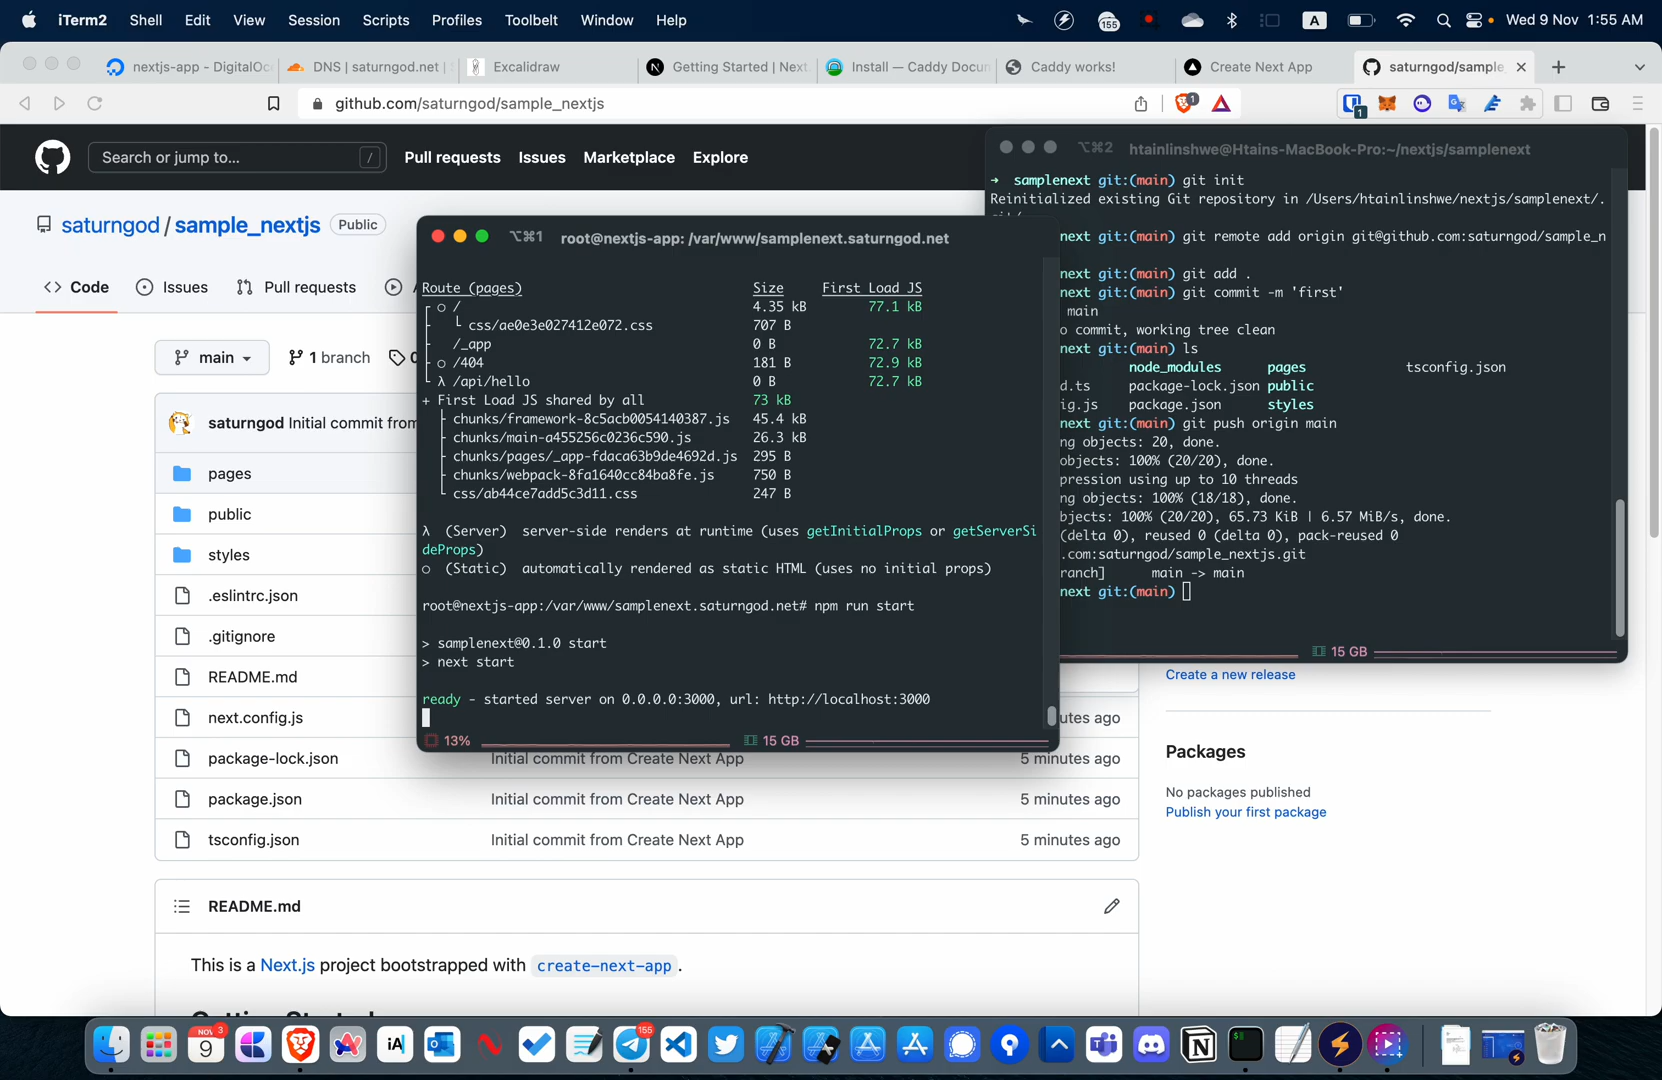 iTerm2 Shell Edit View Session Scripts Profiles Toolbelt Window Help
155
A
Wed 9 Nov 1:55 AM
nextjs-app - DigitalOc
DNS | saturngod.net |
Excalidraw
Getting Started | Next
Install — Caddy Docum
Caddy works!
Create Next App
saturngod/sample_
github.com/saturngod/sample_nextjs
1
1
Search or jump to...
/
Pull requests Issues Marketplace Explore
saturngod / sample_nextjs Public
Code
Issues
Pull requests
main
1 branch
saturngod Initial commit from
pages
public
styles
.eslintrc.json
.gitignore
README.md
next.config.js
utes ago
package-lock.json Initial commit from Create Next App 5 minutes ago
package.json Initial commit from Create Next App 5 minutes ago
tsconfig.json Initial commit from Create Next App 5 minutes ago
README.md
This is a Next.js project bootstrapped with create-next-app.
Create a new release
Packages
No packages published
Publish your first package
⌥⌘1 root@nextjs-app: /var/www/samplenext.saturngod.net
Route (pages) Size First Load JS
┌ ○ / 4.35 kB 77.1 kB
├ └ css/ae0e3e027412e072.css 707 B
├ /_app 0 B 72.7 kB
├ ○ /404 181 B 72.9 kB
└ λ /api/hello 0 B 72.7 kB
+ First Load JS shared by all 73 kB
├ chunks/framework-8c5acb0054140387.js 45.4 kB
├ chunks/main-a455256c0236c590.js 26.3 kB
├ chunks/pages/_app-fdaca63b9de4692d.js 295 B
├ chunks/webpack-8fa1640cc84ba8fe.js 750 B
└ css/ab44ce7add5c3d11.css 247 B
λ (Server) server-side renders at runtime (uses getInitialProps or getServerSi
deProps)
○ (Static) automatically rendered as static HTML (uses no initial props)
root@nextjs-app:/var/www/samplenext.saturngod.net# npm run start
> samplenext@0.1.0 start
> next start
ready - started server on 0.0.0.0:3000, url: http://localhost:3000
13% 15 GB
⌥⌘2 htainlinshwe@Htains-MacBook-Pro:~/nextjs/samplenext
→ samplenext git:(main) git init
Reinitialized existing Git repository in /Users/htainlinshwe/nextjs/samplenext/.
next git:(main) git remote add origin git@github.com:saturngod/sample_n
next git:(main) git add .
next git:(main) git commit -m 'first'
main
o commit, working tree clean
next git:(main) ls
node_modules pages tsconfig.json
d.ts package-lock.json public
ig.js package.json styles
next git:(main) git push origin main
ng objects: 20, done.
objects: 100% (20/20), done.
pression using up to 10 threads
ng objects: 100% (18/18), done.
bjects: 100% (20/20), 65.73 KiB | 6.57 MiB/s, done.
(delta 0), reused 0 (delta 0), pack-reused 0
.com:saturngod/sample_nextjs.git
ranch] main -> main
next git:(main)
15 GB
NOV 3
9
iA
155